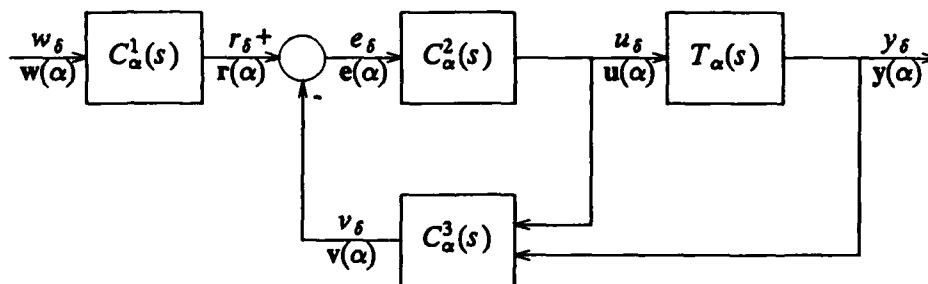 w_δ C¹_α(s) r_δ + e_δ C²_α(s) u_δ T_α(s) y_δ
w(α) r(α) - e(α) u(α) y(α)
v_δ C³_α(s)
v(α)